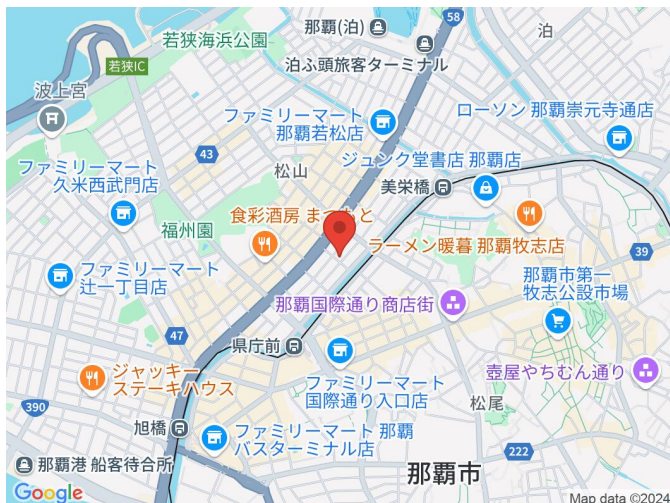 58
那覇(泊)
泊
若狭海浜公園
泊ふ頭旅客ターミナル
若狭IC
波上宮
ファミリーマート
那覇若松店
ローソン 那覇崇元寺通店
43
松山
ジュンク堂書店 那覇店
ファミリーマート
久米西武門店
美栄橋
福州園
食彩酒房 まつもと
ラーメン暖暮 那覇牧志店
39
ファミリーマート
辻一丁目店
那覇市第一
牧志公設市場
那覇国際通り商店街
47
県庁前
ジャッキー
ステーキハウス
ファミリーマート
国際通り入口店
壺屋やちむん通り
松尾
390
旭橋
ファミリーマート 那覇
バスターミナル店
222
那覇港 船客待合所
那覇市
Google
Map data ©2024